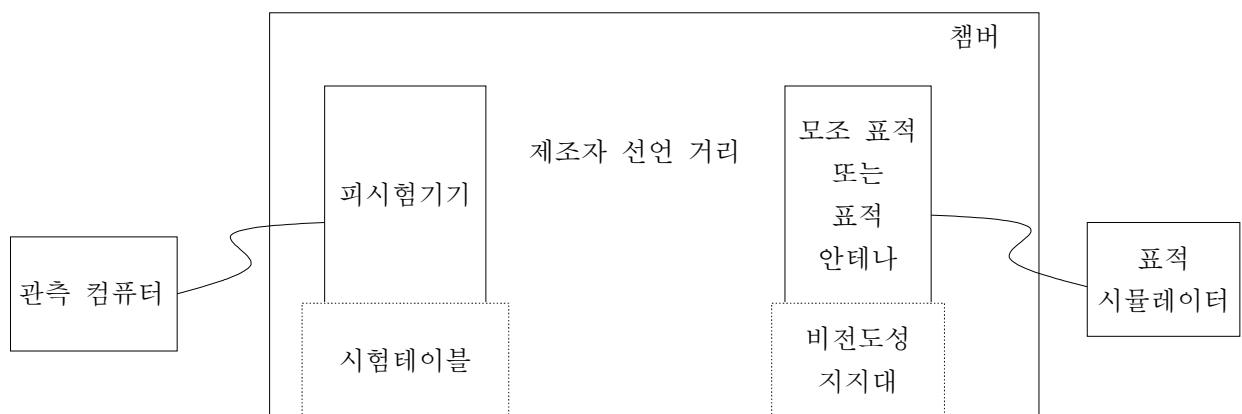 챔버
제조자 선언 거리
피시험기기
모조 표적
또는
표적
안테나
관측 컴퓨터
표적
시뮬레이터
시험테이블
비전도성
지지대